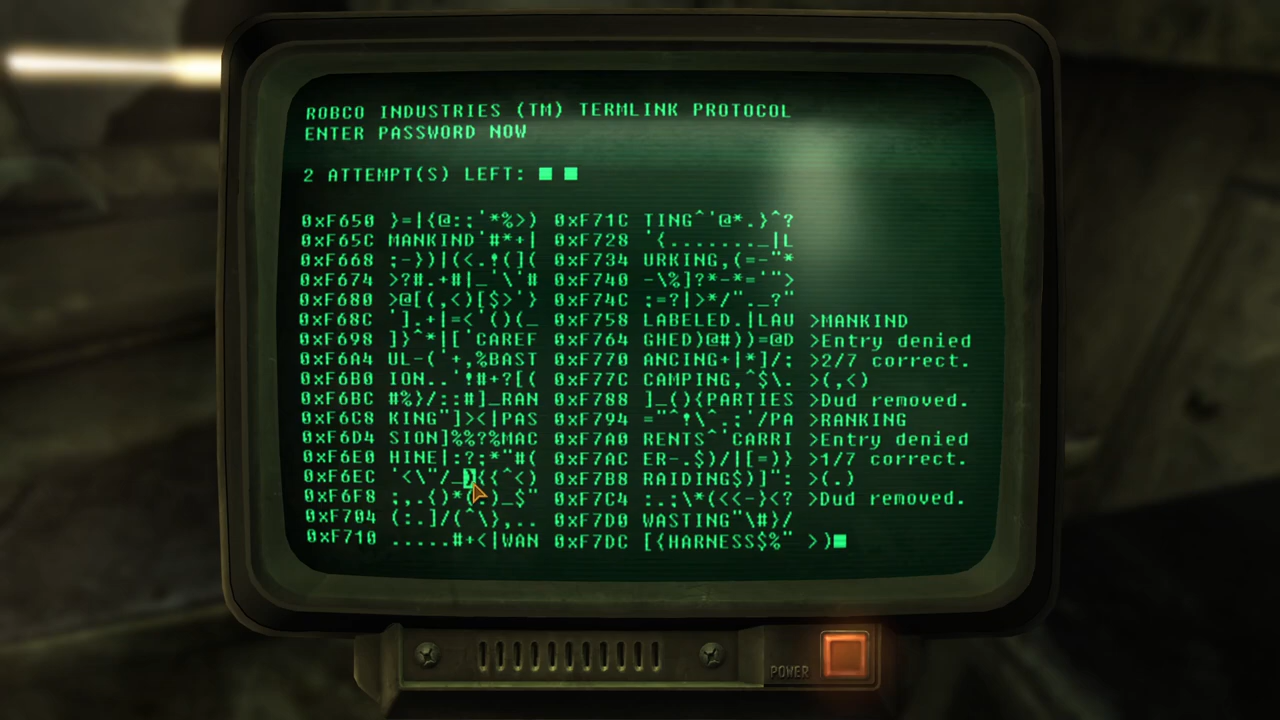 ROBCO INDUSTRIES (TM) TERMLINK PROTOCOL
ENTER PASSWORD NOW
2 ATTEMPT(S) LEFT: ■ ■
0xF650 }=|{@:;'*%>) 0xF71C TING^'@*.}^?
0xF65C MANKIND'#*+| 0xF728 '{........_|L
0xF668 ;-})|(<.!(]( 0xF734 URKING,(=-"*
0xF674 >?#.+#|_'\'# 0xF740 -\%]?*-*='">
0xF680 >@[(,<)[$>'} 0xF74C ;=?|>*/"._?"
0xF68C '].+|=<'()(_ 0xF758 LABELED.|LAU >MANKIND
0xF698 ]}^*|['CAREF 0xF764 GHED)@#))=@D >Entry denied
0xF6A4 UL-('+,%BAST 0xF770 ANCING+|*]/; >2/7 correct.
0xF6B0 ION..'!#+?[( 0xF77C CAMPING,^$\. >(,<)
0xF6BC #%}/::#]_RAN 0xF788 ]_(){PARTIES >Dud removed.
0xF6C8 KING"]><|PAS 0xF794 ="^!\^.;'/PA >RANKING
0xF6D4 SION]%%?%MAC 0xF7A0 RENTS^'CARRI >Entry denied
0xF6E0 HINE|:?;*"#( 0xF7AC ER-.$)/|[=)} >1/7 correct.
0xF6EC '<\"/_){{^<) 0xF7B8 RAIDING$)]": >(.)
0xF6F8 ;,.{)*(.)_$" 0xF7C4 :.;\*(<<-}<? >Dud removed.
0xF704 (:.]/(^\},.. 0xF7D0 WASTING"\#}/
0xF710 .....#+<|WAN 0xF7DC [{HARNESS$%" >)■
POWER